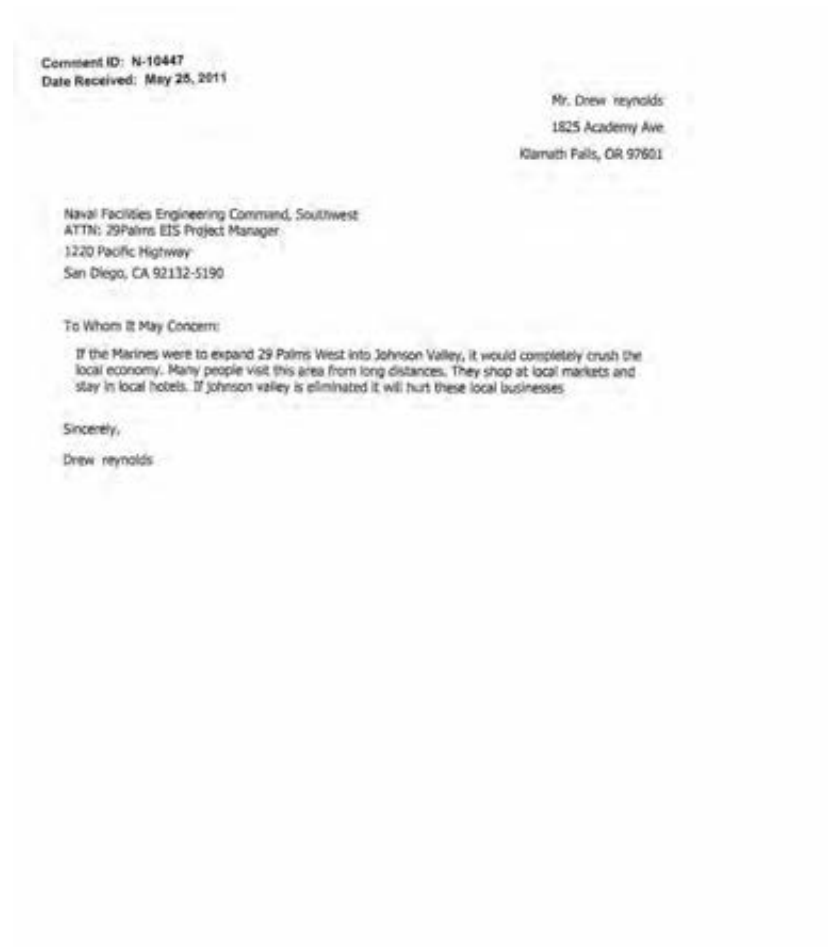 Comment ID: N-10447
Date Received: May 25, 2011
Mr. Drew reynolds
1825 Academy Ave
Klamath Falls, OR 97601
Naval Facilities Engineering Command, Southwest
ATTN: 29Palms EIS Project Manager
1220 Pacific Highway
San Diego, CA 92132-5190
To Whom It May Concern:
If the Marines were to expand 29 Palms West into Johnson Valley, it would completely crush the
local economy. Many people visit this area from long distances. They shop at local markets and
stay in local hotels. If johnson valley is eliminated it will hurt these local businesses
Sincerely,
Drew reynolds